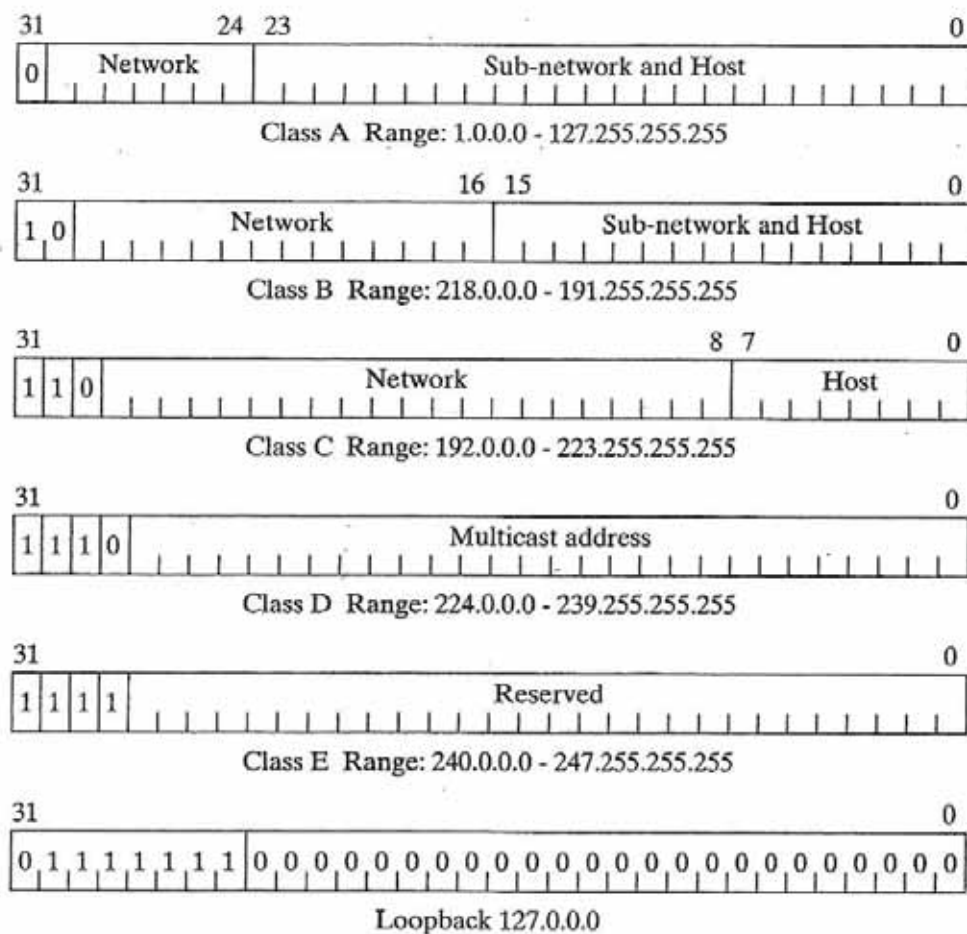 31 24 23 0
0 Network Sub-network and Host
Class A Range: 1.0.0.0 - 127.255.255.255
31 16 15 0
1 0 Network Sub-network and Host
Class B Range: 218.0.0.0 - 191.255.255.255
31 8 7 0
1 1 0 Network Host
Class C Range: 192.0.0.0 - 223.255.255.255
31 0
1 1 1 0 Multicast address
Class D Range: 224.0.0.0 - 239.255.255.255
31 0
1 1 1 1 Reserved
Class E Range: 240.0.0.0 - 247.255.255.255
31 0
0 1 1 1 1 1 1 1 0 0 0 0 0 0 0 0 0 0 0 0 0 0 0 0 0 0 0 0 0 0 0 0
Loopback 127.0.0.0